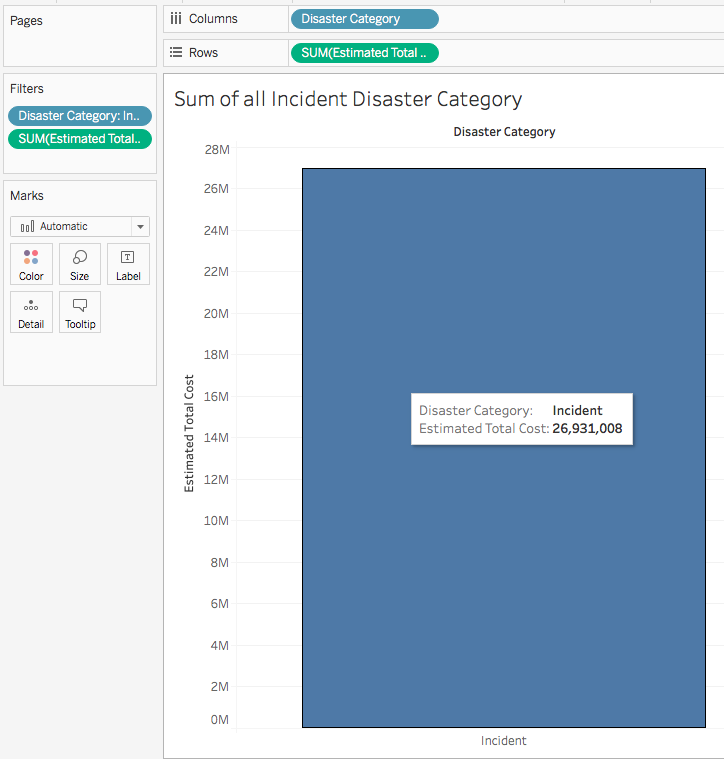 Pages
Columns
Disaster Category
Rows
SUM(Estimated Total ..
Filters
Disaster Category: In..
SUM(Estimated Total..
Marks
Automatic
Color
Size
Label
Detail
Tooltip
Sum of all Incident Disaster Category
Disaster Category
28M
26M
24M
22M
20M
18M
16M
14M
12M
10M
8M
6M
4M
2M
0M
Estimated Total Cost
Disaster Category: Incident
Estimated Total Cost: 26,931,008
Incident